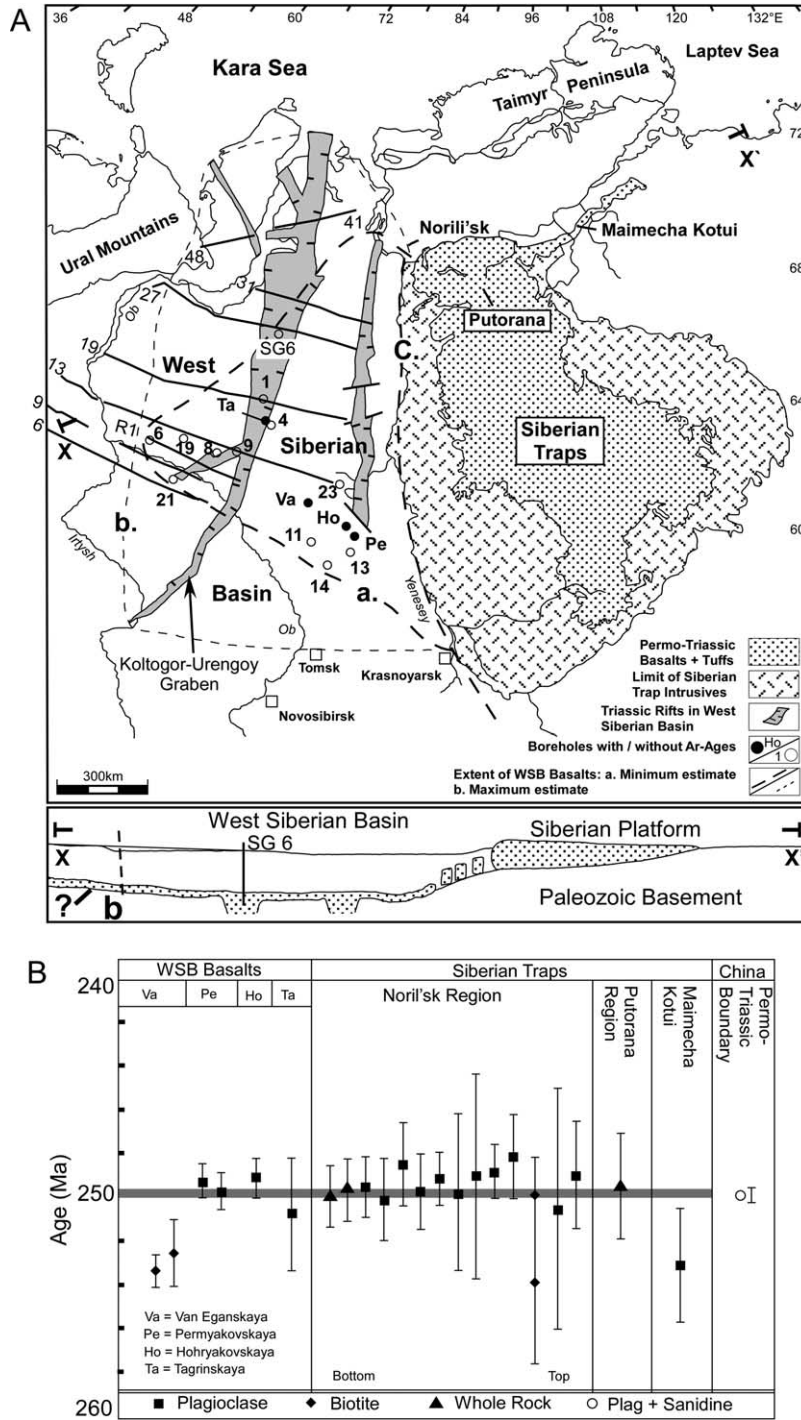 A
36 48 60 72 84 96 108 120 132°E
Kara Sea
Laptev Sea
Taimyr Peninsula
72
X`
Ural Mountains
41
Norili'sk
Maimecha Kotui
48
68
27
31
Ob
Putorana
SG6
C.
19
West
1
64
13
Ta
4
Siberian
Siberian
Traps
9
R1
6
6
19
8
9
X
21
23
Va
Ho
60
b.
11
Pe
Irtysh
13
14
a.
Basin
Yenesey
Ob
Koltogor-Urengoy
Graben
Tomsk
Krasnoyarsk
Novosibirsk
Permo-Triassic
Basalts + Tuffs
Limit of Siberian
Trap Intrusives
Triassic Rifts in West
Siberian Basin
Boreholes with / without Ar-Ages
Ho
1
300km
Extent of WSB Basalts: a. Minimum estimate
b. Maximum estimate
West Siberian Basin
Siberian Platform
X
SG 6
X'
? b
Paleozoic Basement
B
WSB Basalts
Siberian Traps
China
240
Va Pe Ho Ta
Noril'sk Region
Putorana
Region
Maimecha
Kotui
Permo-
Triassic
Boundary
Age (Ma)
250
Va = Van Eganskaya
Pe = Permyakovskaya
Ho = Hohryakovskaya
Ta = Tagrinskaya
Bottom
Top
260
Plagioclase Biotite Whole Rock Plag + Sanidine